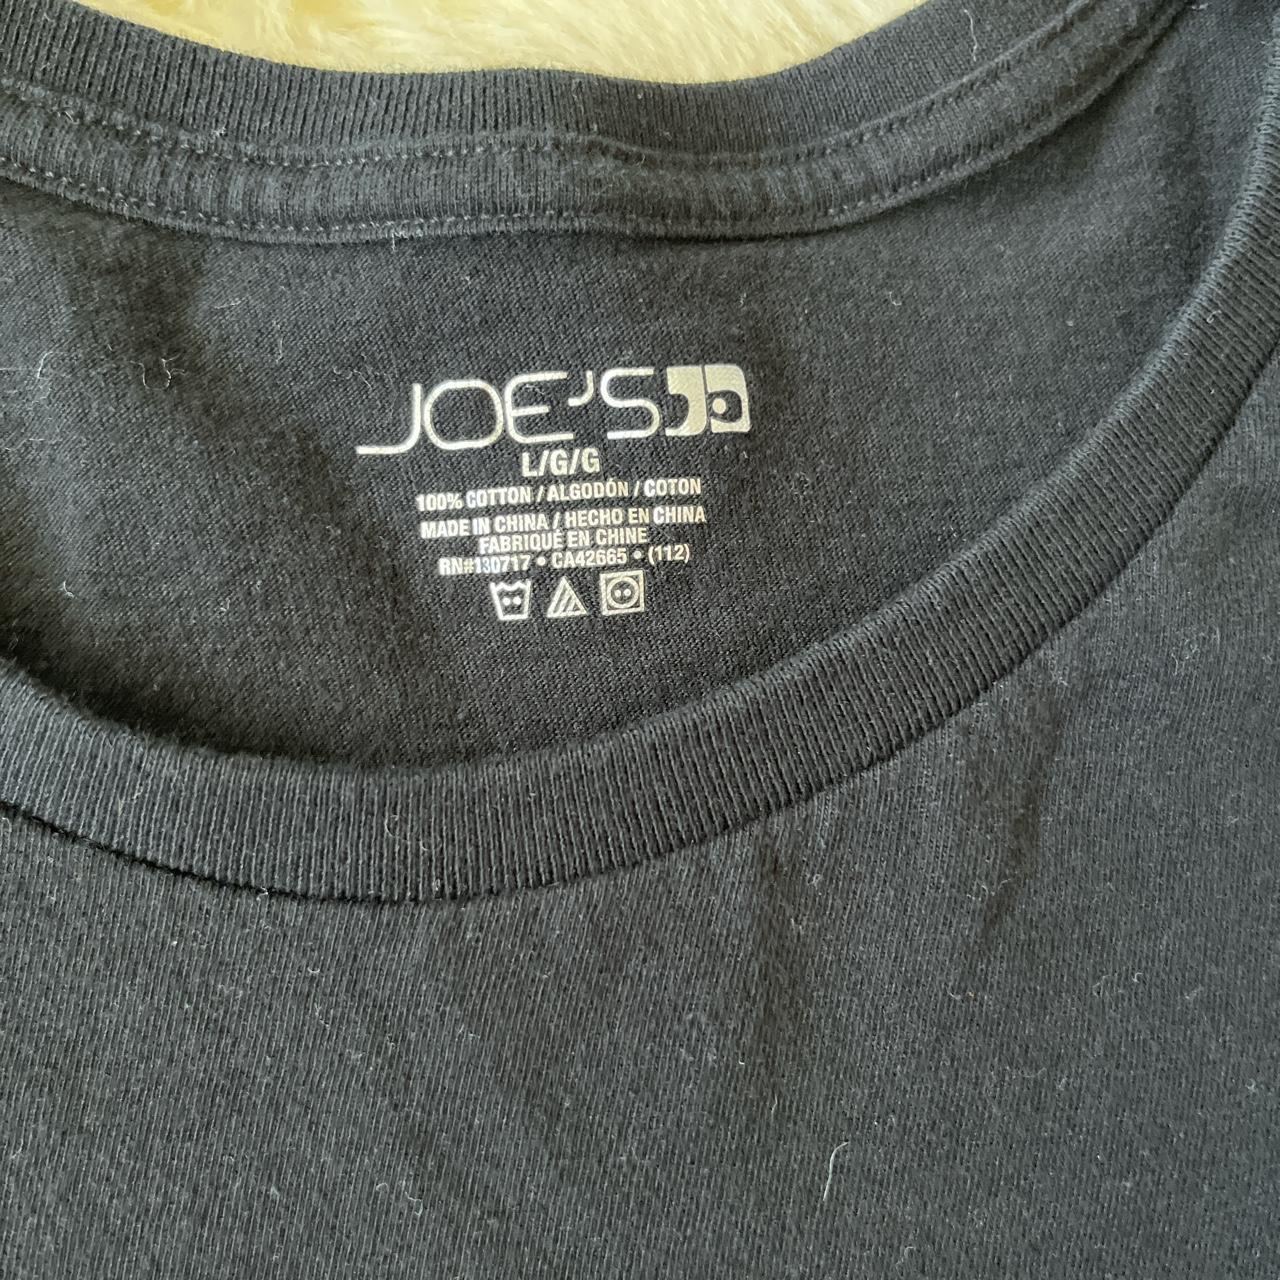 JOE'S
L/G/G
100% COTTON / ALGODÓN / COTON
MADE IN CHINA / HECHO EN CHINA
FABRIQUÉ EN CHINE
RN#130717 • CA42665 • (112)